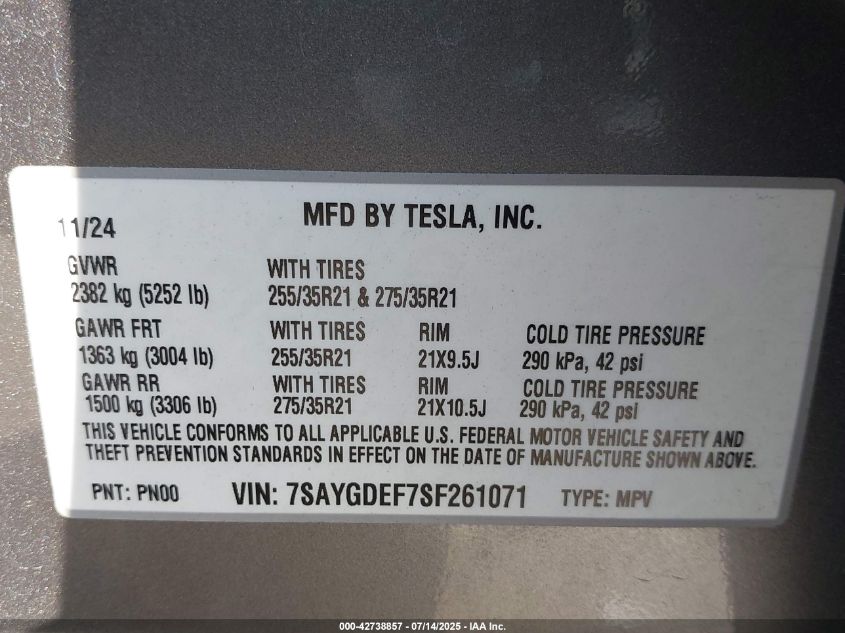 11/24
MFD BY TESLA, INC.
GVWR WITH TIRES
2382 kg (5252 lb) 255/35R21 & 275/35R21
GAWR FRT WITH TIRES RIM COLD TIRE PRESSURE
1363 kg (3004 lb) 255/35R21 21X9.5J 290 kPa, 42 psi
GAWR RR WITH TIRES RIM COLD TIRE PRESSURE
1500 kg (3306 lb) 275/35R21 21X10.5J 290 kPa, 42 psi
THIS VEHICLE CONFORMS TO ALL APPLICABLE U.S. FEDERAL MOTOR VEHICLE SAFETY AND
THEFT PREVENTION STANDARDS IN EFFECT ON THE DATE OF MANUFACTURE SHOWN ABOVE.
PNT: PN00 VIN: 7SAYGDEF7SF261071 TYPE: MPV
000-42738857 - 07/14/2025 - IAA Inc.